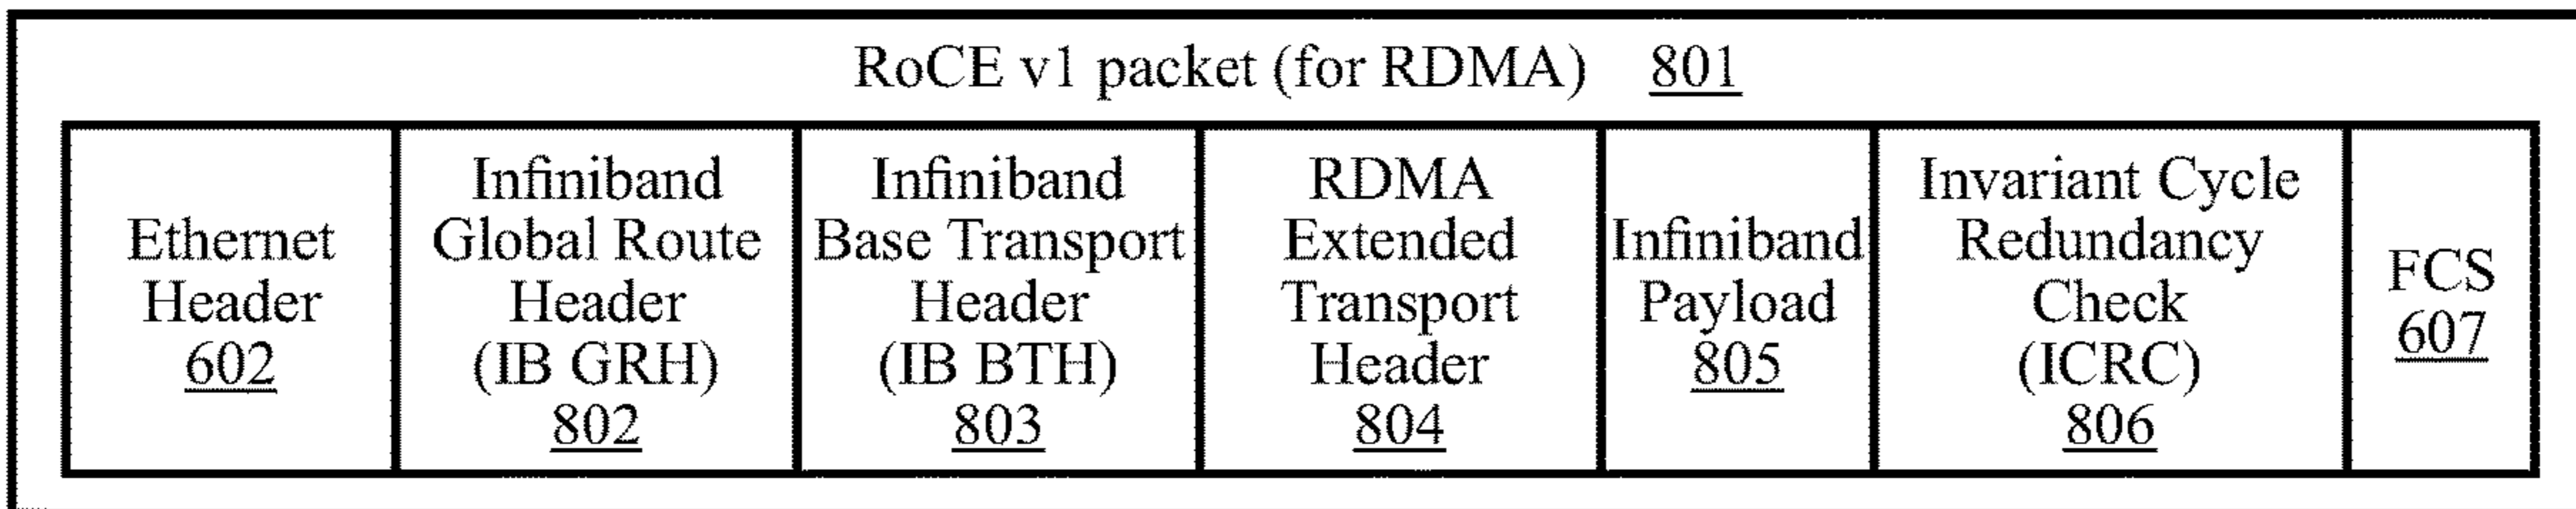 RoCE v1 packet (for RDMA) 801
Ethernet
Header
602
Infiniband
Global Route
Header
(IB GRH)
802
Infiniband
Base Transport
Header
(IB BTH)
803
RDMA
Extended
Transport
Header
804
Infiniband
Payload
805
Invariant Cycle
Redundancy
Check
(ICRC)
806
FCS
607